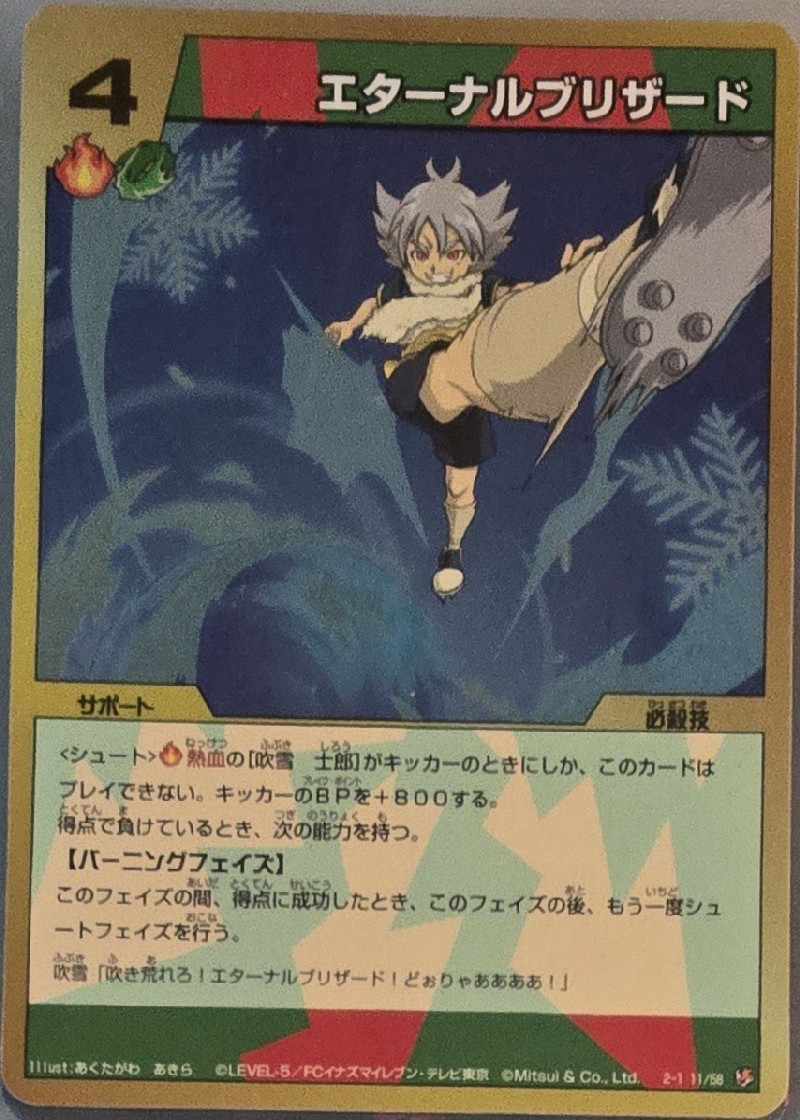 4
エターナルブリザード
サポート
必殺技
<シュート>熱血の[吹雪 士郎]がキッカーのときにしか、このカードは
プレイできない。キッカーのBPを+800する。
得点で負けているとき、次の能力を持つ。
【バーニングフェイズ】
このフェイズの間、得点に成功したとき、このフェイズの後、もう一度シュ
ートフェイズを行う。
吹雪「吹き荒れろ！エターナルブリザード！どぉりゃああああ！」
Illust:あくたがわ あきら ©LEVEL-5/FCイナズマイレブン・テレビ東京 ©Mitsui & Co., Ltd. 2-1 11/58